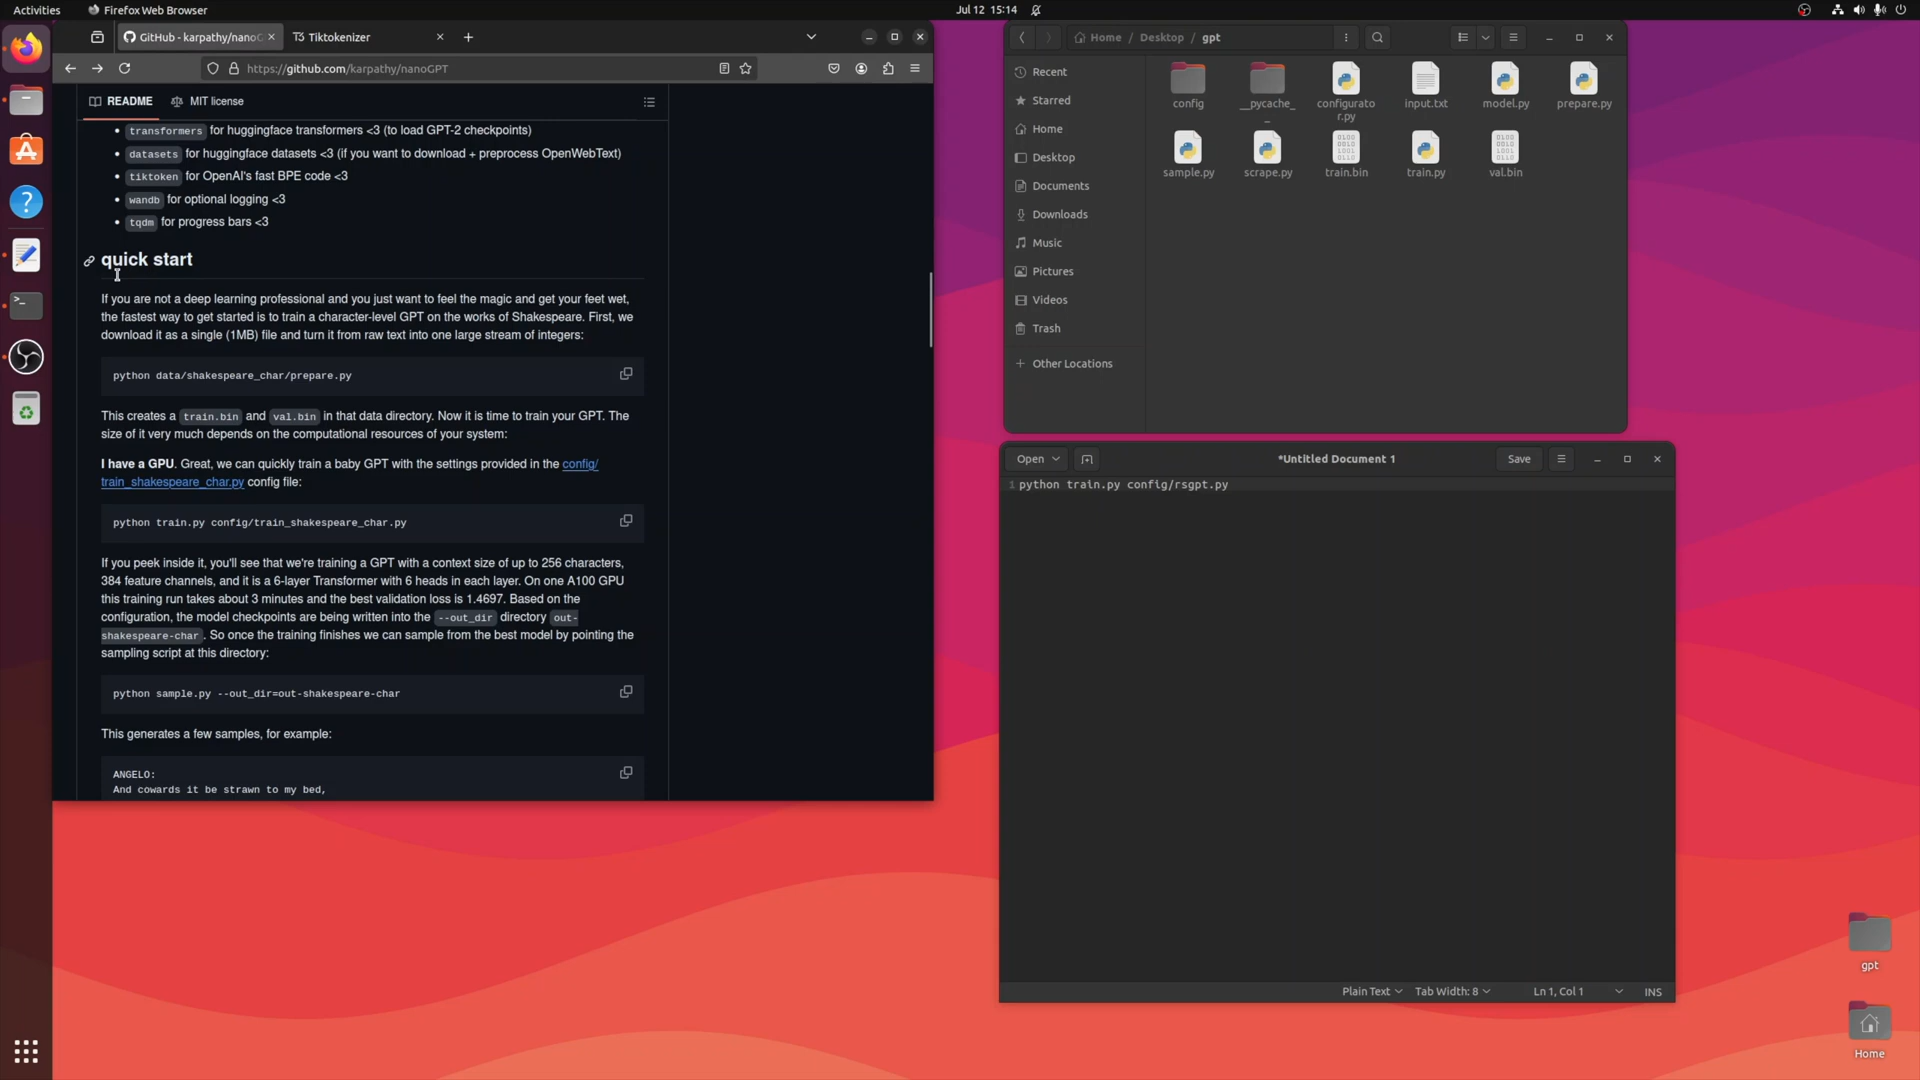 Activities
Firefox Web Browser
Jul 12 15:14
GitHub - karpathy/nanoG
Tiktokenizer
https://github.com/karpathy/nanoGPT
README
MIT license
transformers for huggingface transformers <3 (to load GPT-2 checkpoints)
datasets for huggingface datasets <3 (if you want to download + preprocess OpenWebText)
tiktoken for OpenAI's fast BPE code <3
wandb for optional logging <3
tqdm for progress bars <3
quick start
If you are not a deep learning professional and you just want to feel the magic and get your feet wet,
the fastest way to get started is to train a character-level GPT on the works of Shakespeare. First, we
download it as a single (1MB) file and turn it from raw text into one large stream of integers:
python data/shakespeare_char/prepare.py
This creates a train.bin and val.bin in that data directory. Now it is time to train your GPT. The
size of it very much depends on the computational resources of your system:
I have a GPU. Great, we can quickly train a baby GPT with the settings provided in the config/
train_shakespeare_char.py config file:
python train.py config/train_shakespeare_char.py
If you peek inside it, you'll see that we're training a GPT with a context size of up to 256 characters,
384 feature channels, and it is a 6-layer Transformer with 6 heads in each layer. On one A100 GPU
this training run takes about 3 minutes and the best validation loss is 1.4697. Based on the
configuration, the model checkpoints are being written into the --out_dir directory out-
shakespeare-char. So once the training finishes we can sample from the best model by pointing the
sampling script at this directory:
python sample.py --out_dir=out-shakespeare-char
This generates a few samples, for example:
ANGELO:
And cowards it be strawn to my bed,
Home / Desktop / gpt
Recent
Starred
Home
Desktop
Documents
Downloads
Music
Pictures
Videos
Trash
+ Other Locations
config
__pycache_
_
configurato
r.py
input.txt
model.py
prepare.py
sample.py
scrape.py
train.bin
train.py
val.bin
Open
*Untitled Document 1
Save
1 python train.py config/rsgpt.py
Plain Text
Tab Width: 8
Ln 1, Col 1
INS
gpt
Home